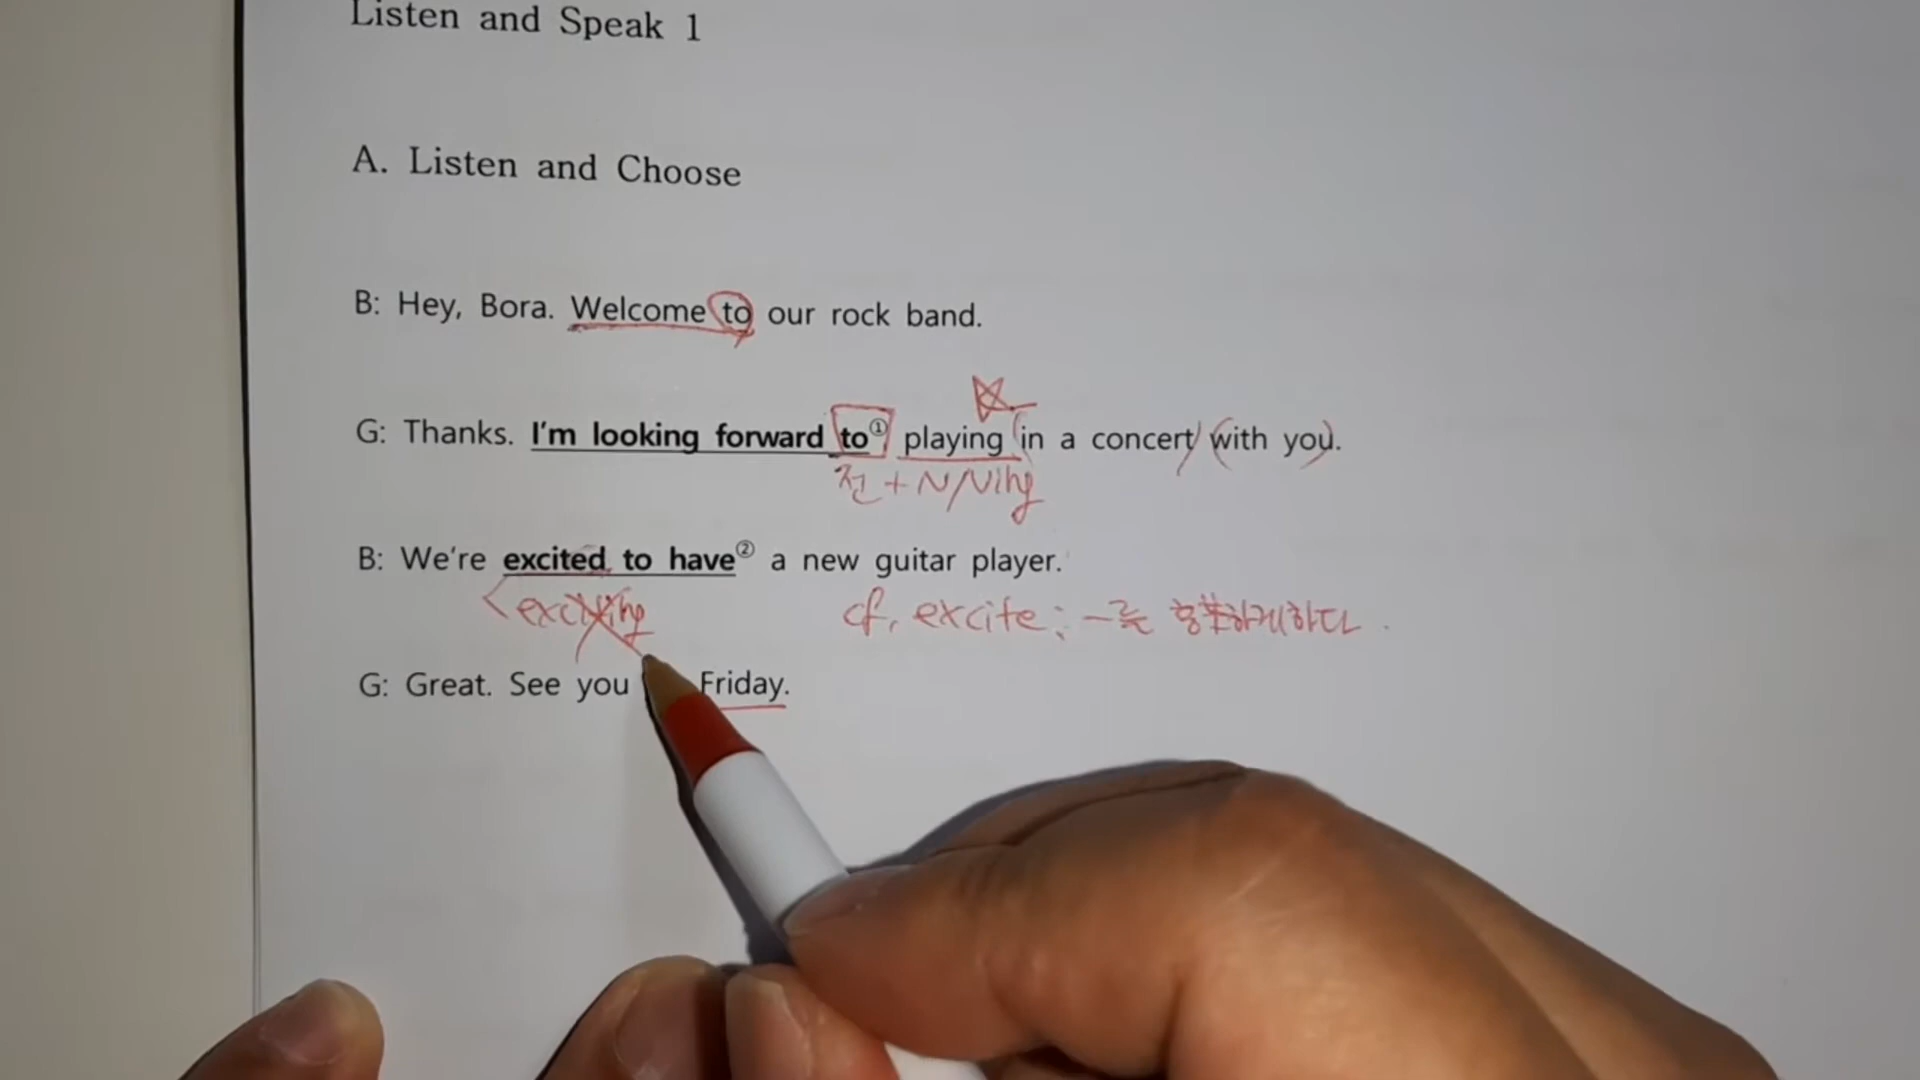 Listen and Speak 1
A. Listen and Choose
B: Hey, Bora. Welcome to our rock band.
G: Thanks. I'm looking forward to① playing in a concert with you.
전 + N/Ving
B: We're excited to have② a new guitar player.
exciting cf, excite : ~를 흥분하게하다
G: Great. See you Friday.